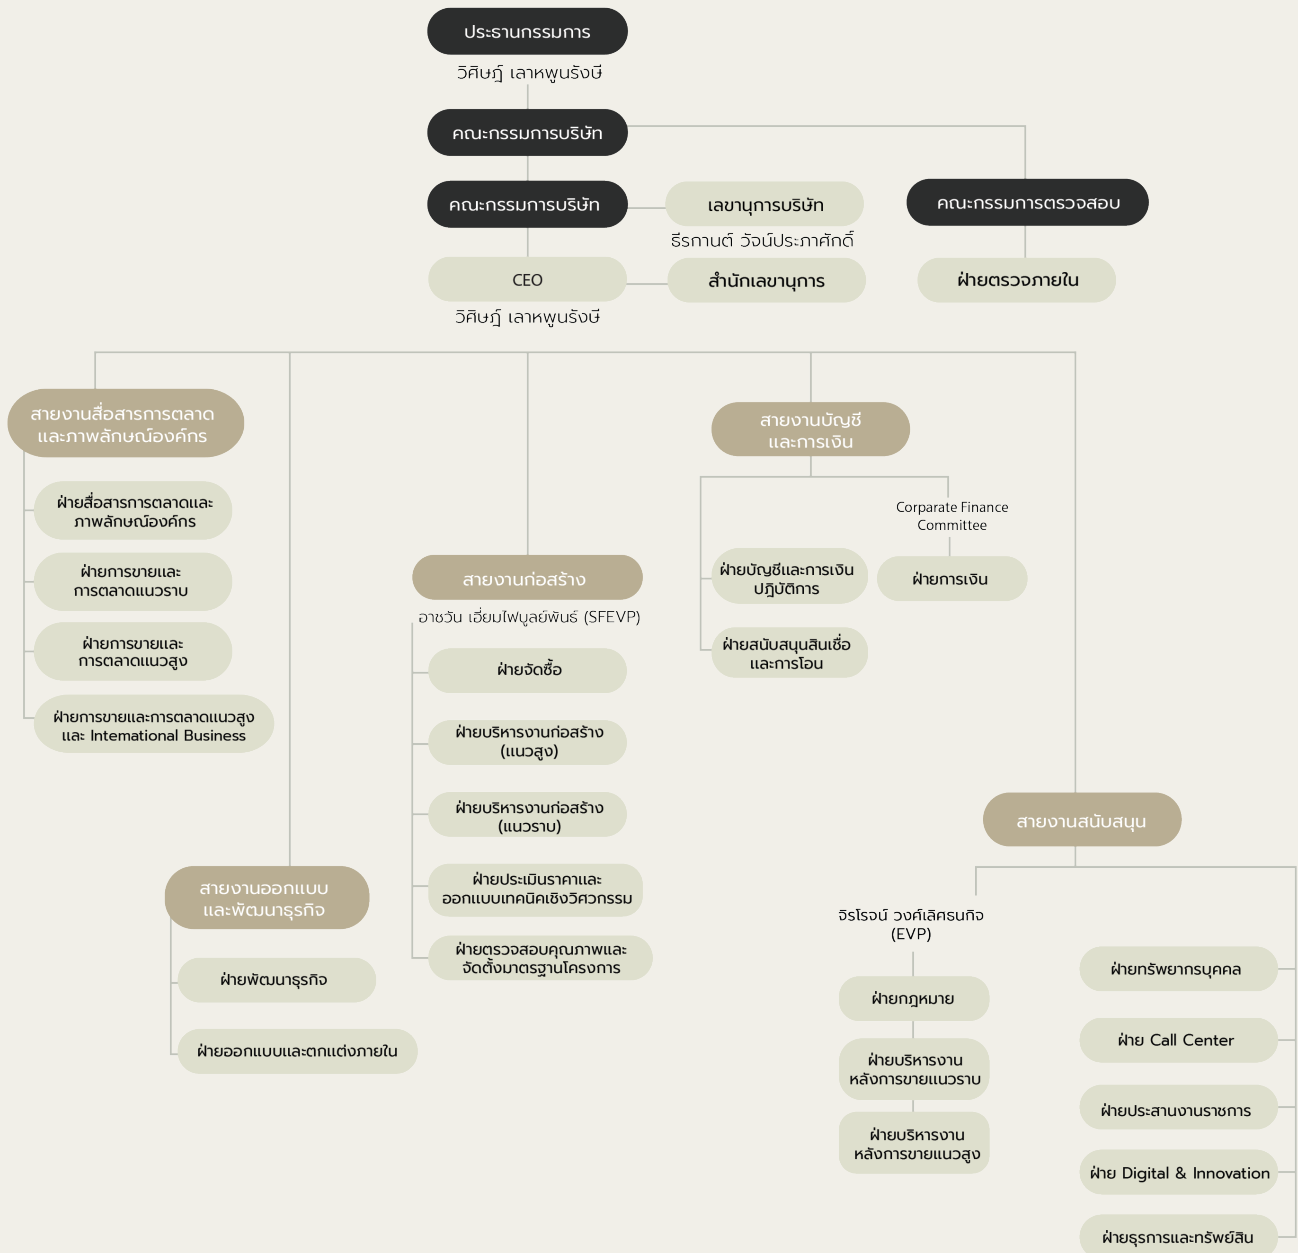 ประธานกรรมการ
วิศิษฎ์ เลาหพูนรังษี
คณะกรรมการบริษัท
คณะกรรมการบริษัท
เลขานุการบริษัท
ธีรกานต์ วัจน์ประภาศักดิ์
คณะกรรมการตรวจสอบ
CEO
วิศิษฎ์ เลาหพูนรังษี
สำนักเลขานุการ
ฝ่ายตรวจภายใน
สายงานสื่อสารการตลาด
และภาพลักษณ์องค์กร
ฝ่ายสื่อสารการตลาดและ
ภาพลักษณ์องค์กร
ฝ่ายการขายและ
การตลาดแนวราบ
ฝ่ายการขายและ
การตลาดแนวสูง
ฝ่ายการขายและการตลาดแนวสูง
และ Intemational Business
สายงานออกแบบ
และพัฒนาธุรกิจ
ฝ่ายพัฒนาธุรกิจ
ฝ่ายออกแบบและตกแต่งภายใน
สายงานก่อสร้าง
อาชวัน เอี่ยมไพบูลย์พันธ์ (SFEVP)
ฝ่ายจัดซื้อ
ฝ่ายบริหารงานก่อสร้าง
(แนวสูง)
ฝ่ายบริหารงานก่อสร้าง
(แนวราบ)
ฝ่ายประเมินราคาและ
ออกแบบเทคนิคเชิงวิศวกรรม
ฝ่ายตรวจสอบคุณภาพและ
จัดตั้งมาตรฐานโครงการ
สายงานบัญชี
และการเงิน
Corparate Finance
Committee
ฝ่ายบัญชีและการเงิน
ปฎิบัติการ
ฝ่ายการเงิน
ฝ่ายสนับสนุนสินเชื่อ
และการโอน
สายงานสนับสนุน
จิรโรจน์ วงศ์เลิศธนกิจ
(EVP)
ฝ่ายกฎหมาย
ฝ่ายบริหารงาน
หลังการขายแนวราบ
ฝ่ายบริหารงาน
หลังการขายแนวสูง
ฝ่ายทรัพยากรบุคคล
ฝ่าย Call Center
ฝ่ายประสานงานราชการ
ฝ่าย Digital & Innovation
ฝ่ายธุรการและทรัพย์สิน